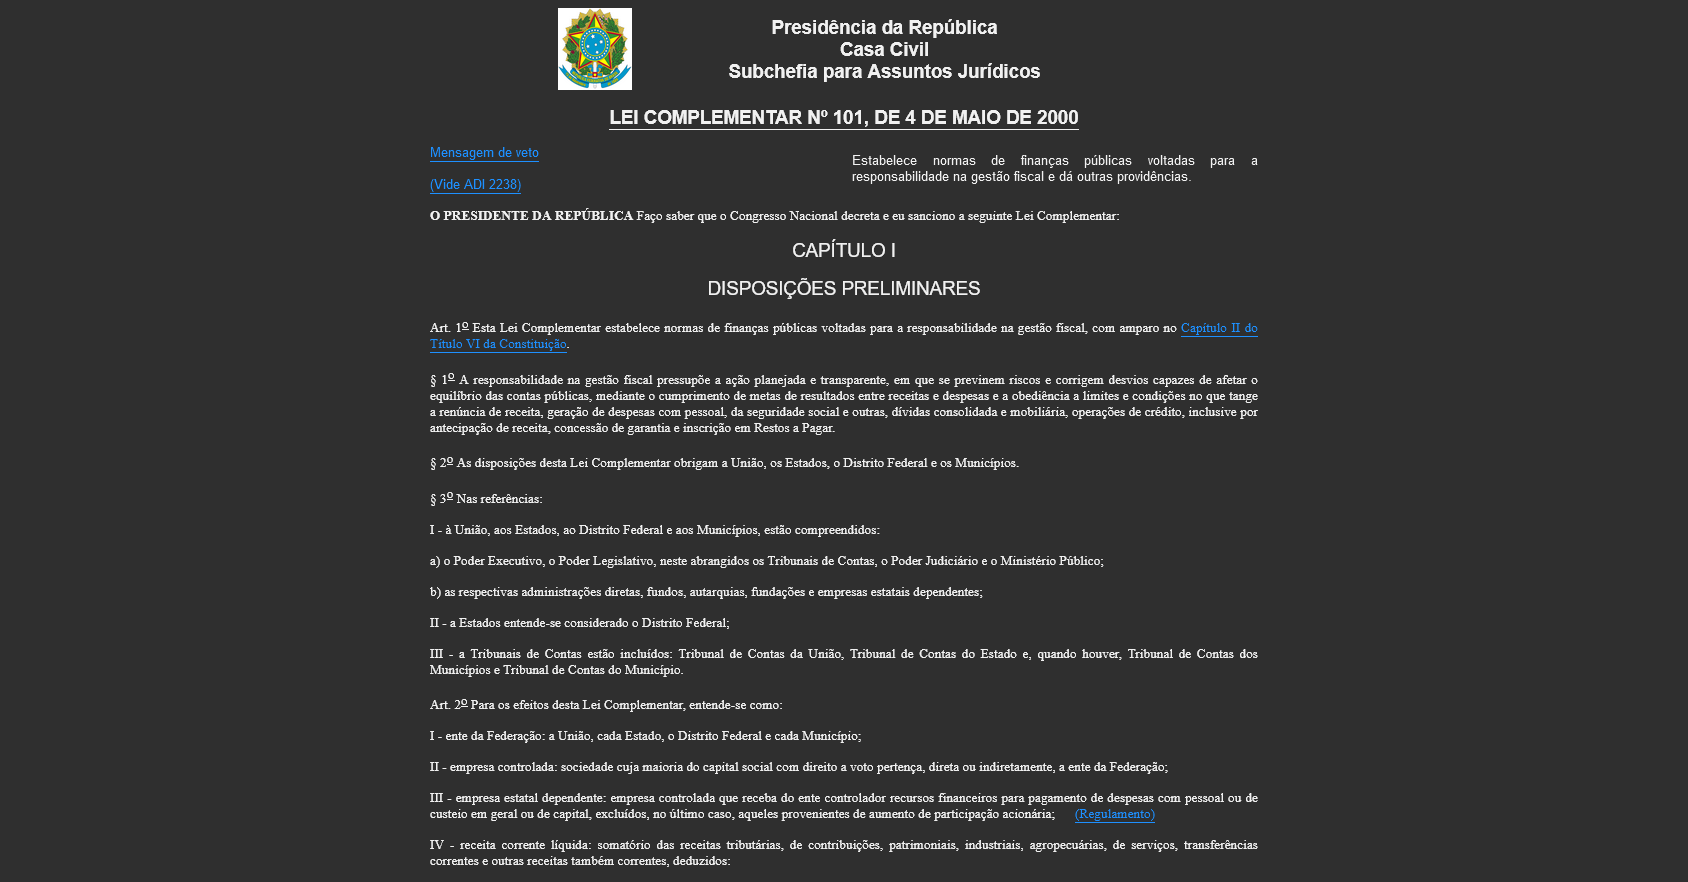 Presidência da República
Casa Civil
Subchefia para Assuntos Jurídicos
LEI COMPLEMENTAR Nº 101, DE 4 DE MAIO DE 2000
Mensagem de veto
(Vide ADI 2238)
Estabelece normas de finanças públicas voltadas para a
responsabilidade na gestão fiscal e dá outras providências.
O PRESIDENTE DA REPÚBLICA Faço saber que o Congresso Nacional decreta e eu sanciono a seguinte Lei Complementar:
CAPÍTULO I
DISPOSIÇÕES PRELIMINARES
Art. 1º Esta Lei Complementar estabelece normas de finanças públicas voltadas para a responsabilidade na gestão fiscal, com amparo no Capítulo II do
Título VI da Constituição.
§ 1º A responsabilidade na gestão fiscal pressupõe a ação planejada e transparente, em que se previnem riscos e corrigem desvios capazes de afetar o
equilíbrio das contas públicas, mediante o cumprimento de metas de resultados entre receitas e despesas e a obediência a limites e condições no que tange
a renúncia de receita, geração de despesas com pessoal, da seguridade social e outras, dívidas consolidada e mobiliária, operações de crédito, inclusive por
antecipação de receita, concessão de garantia e inscrição em Restos a Pagar.
§ 2º As disposições desta Lei Complementar obrigam a União, os Estados, o Distrito Federal e os Municípios.
§ 3º Nas referências:
I - à União, aos Estados, ao Distrito Federal e aos Municípios, estão compreendidos:
a) o Poder Executivo, o Poder Legislativo, neste abrangidos os Tribunais de Contas, o Poder Judiciário e o Ministério Público;
b) as respectivas administrações diretas, fundos, autarquias, fundações e empresas estatais dependentes;
II - a Estados entende-se considerado o Distrito Federal;
III - a Tribunais de Contas estão incluídos: Tribunal de Contas da União, Tribunal de Contas do Estado e, quando houver, Tribunal de Contas dos
Municípios e Tribunal de Contas do Município.
Art. 2º Para os efeitos desta Lei Complementar, entende-se como:
I - ente da Federação: a União, cada Estado, o Distrito Federal e cada Município;
II - empresa controlada: sociedade cuja maioria do capital social com direito a voto pertença, direta ou indiretamente, a ente da Federação;
III - empresa estatal dependente: empresa controlada que receba do ente controlador recursos financeiros para pagamento de despesas com pessoal ou de
custeio em geral ou de capital, excluídos, no último caso, aqueles provenientes de aumento de participação acionária; (Regulamento)
IV - receita corrente líquida: somatório das receitas tributárias, de contribuições, patrimoniais, industriais, agropecuárias, de serviços, transferências
correntes e outras receitas também correntes, deduzidos: